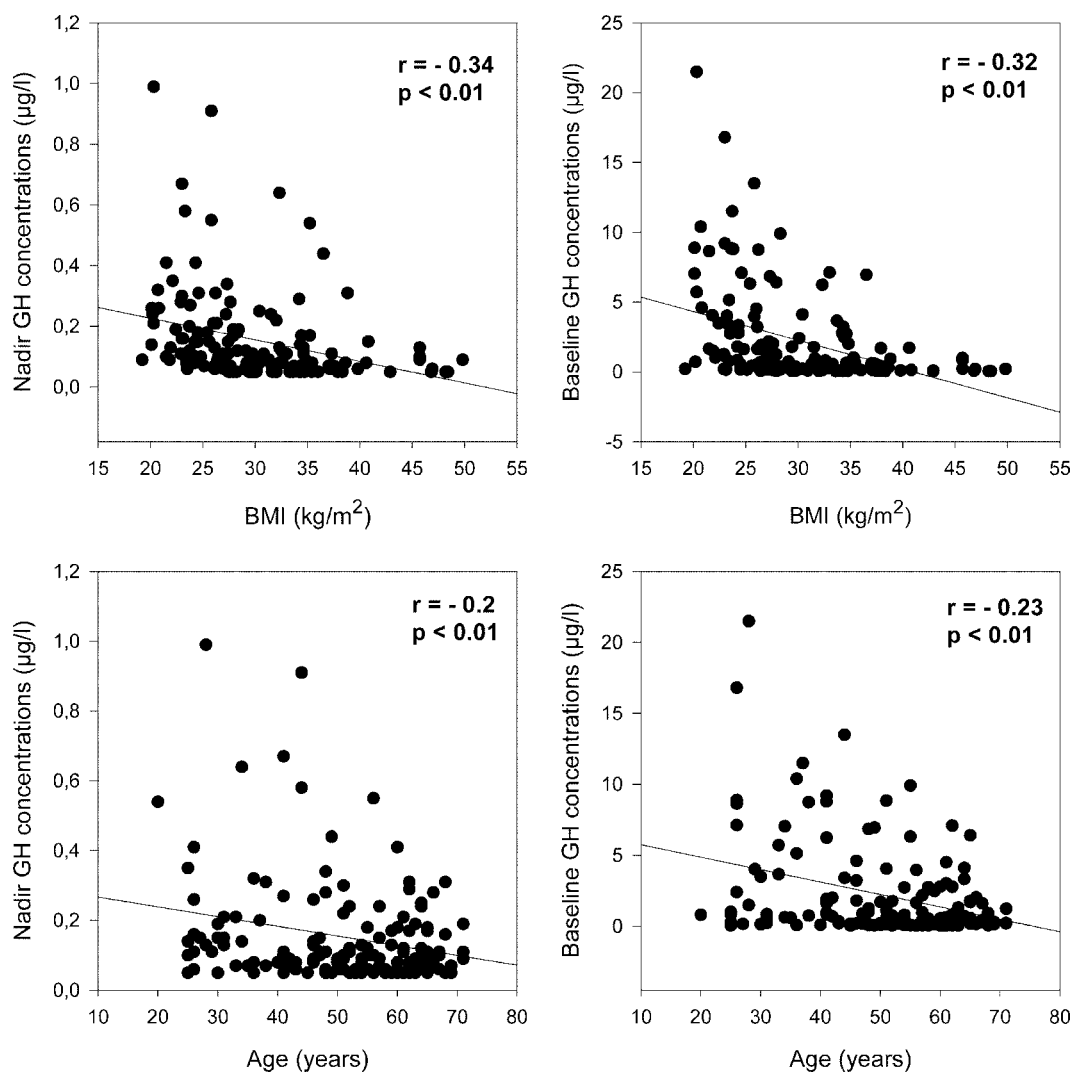 Nadir GH concentrations (µg/l)
1,2
1,0
0,8
0,6
0,4
0,2
0,0
r = - 0.34
p < 0.01
15 20 25 30 35 40 45 50 55
BMI (kg/m²)
Baseline GH concentrations (µg/l)
25
20
15
10
5
0
-5
r = - 0.32
p < 0.01
15 20 25 30 35 40 45 50 55
BMI (kg/m²)
Nadir GH concentrations (µg/l)
1,2
1,0
0,8
0,6
0,4
0,2
0,0
r = - 0.2
p < 0.01
10 20 30 40 50 60 70 80
Age (years)
Baseline GH concentrations (µg/l)
25
20
15
10
5
0
r = - 0.23
p < 0.01
10 20 30 40 50 60 70 80
Age (years)